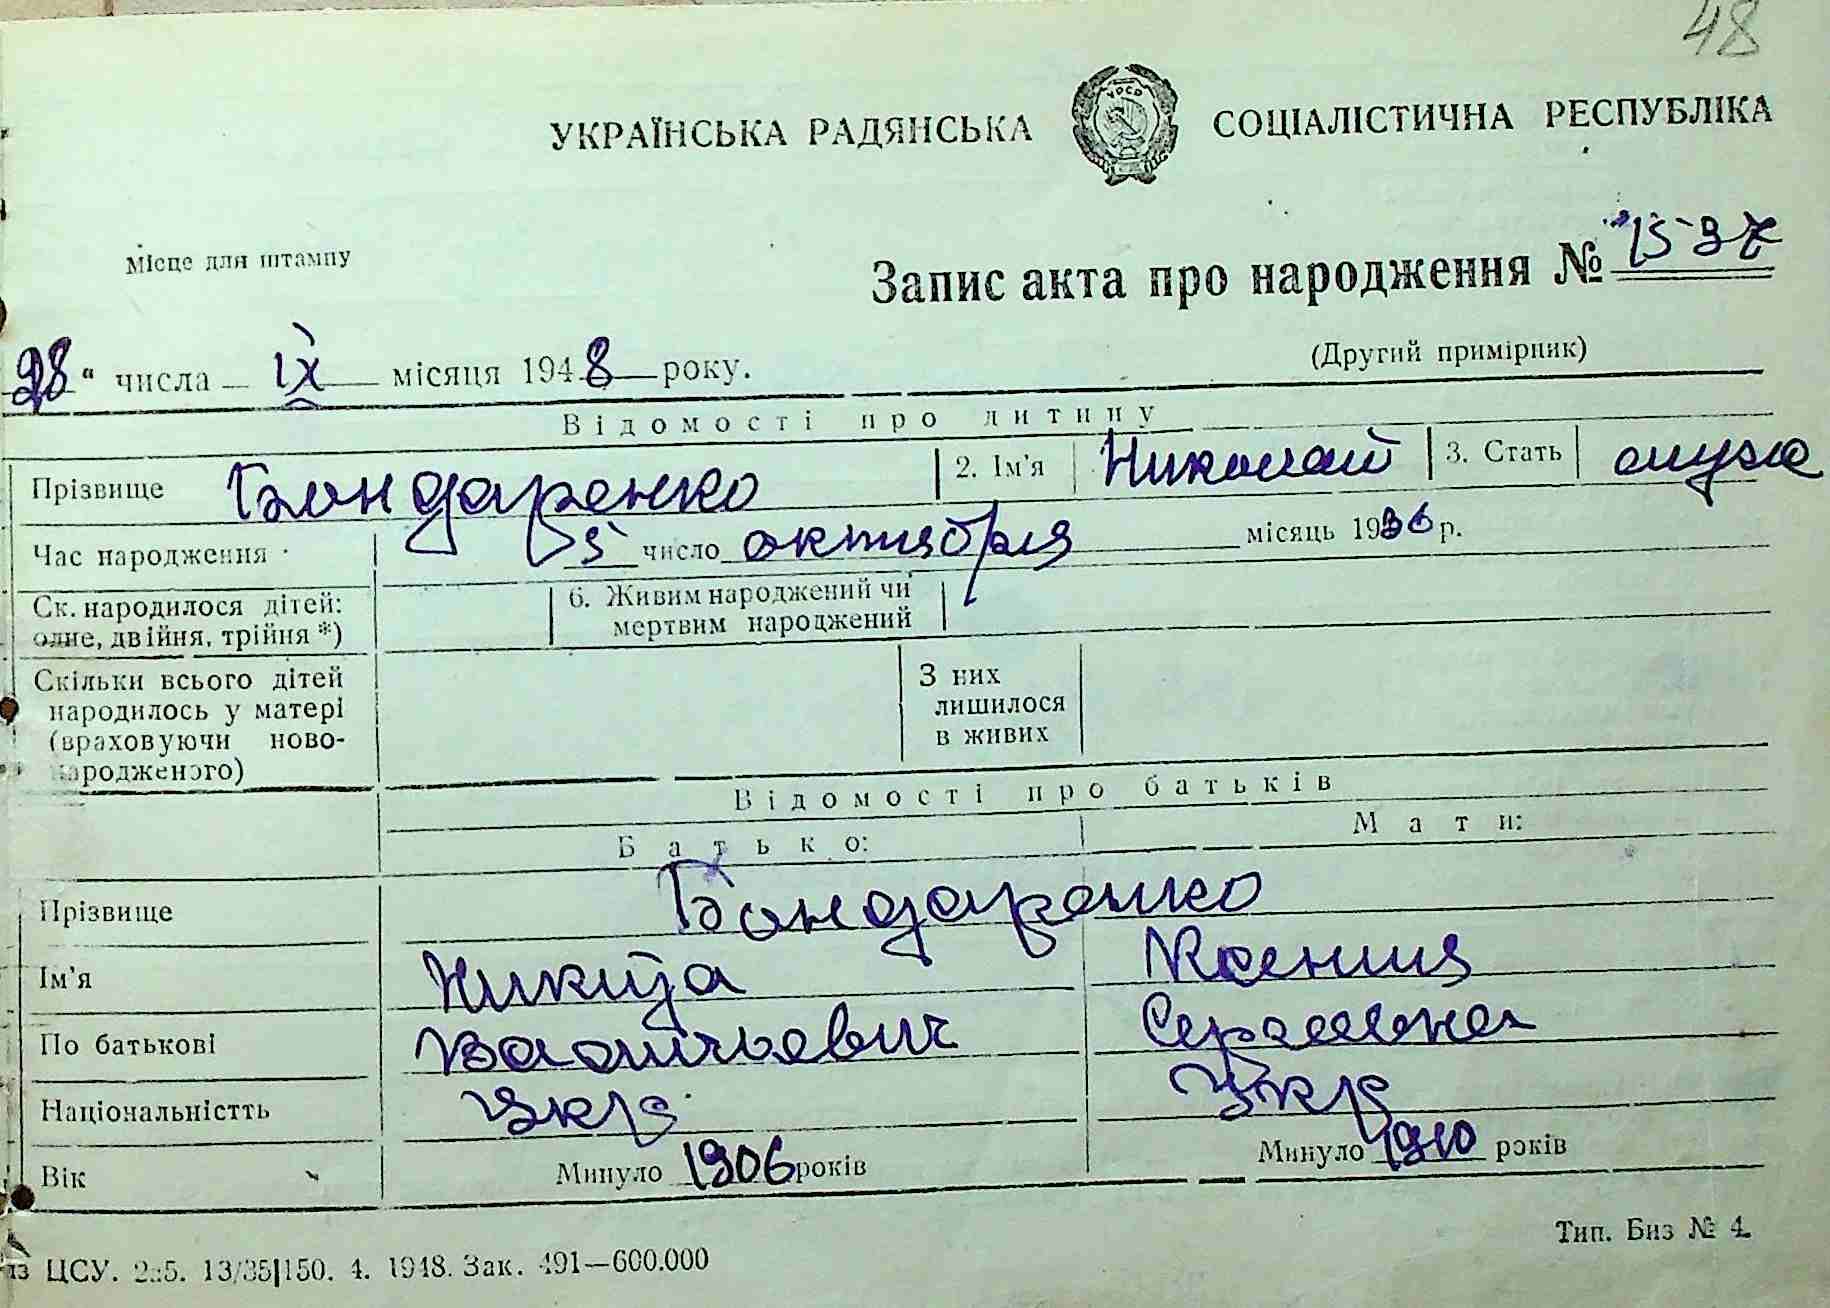 48
УКРАЇНСЬКА РАДЯНСЬКА СОЦІАЛІСТИЧНА РЕСПУБЛІКА
УРСР
Місце для штампу
Запис акта про народження № 1537
(Другий примірник)
28 " числа IX місяця 1948 року.
Відомості про дитину
Прізвище Бондаренко 2. Ім'я Николай 3. Стать
Час народження 5 число октября місяць 1936 р.
Ск. народилося дітей: 6. Живим народжений чи
одне, двійня, трійня *) мертвим народжений
Скільки всього дітей З них
народилось у матері лишилося
(враховуючи ново- в живих
народженого)
Відомості про батьків
Батько: Мати:
Прізвище Бондаренко
Ім'я Никита Ксения
По батькові Васильевич
Національністть Укр Укр
Вік Минуло 1906 років Минуло 1910 років
Тип. Биз № 4.
13 ЦСУ. 2:5. 13/35|150. 4. 1948. Зак. 491—600.000